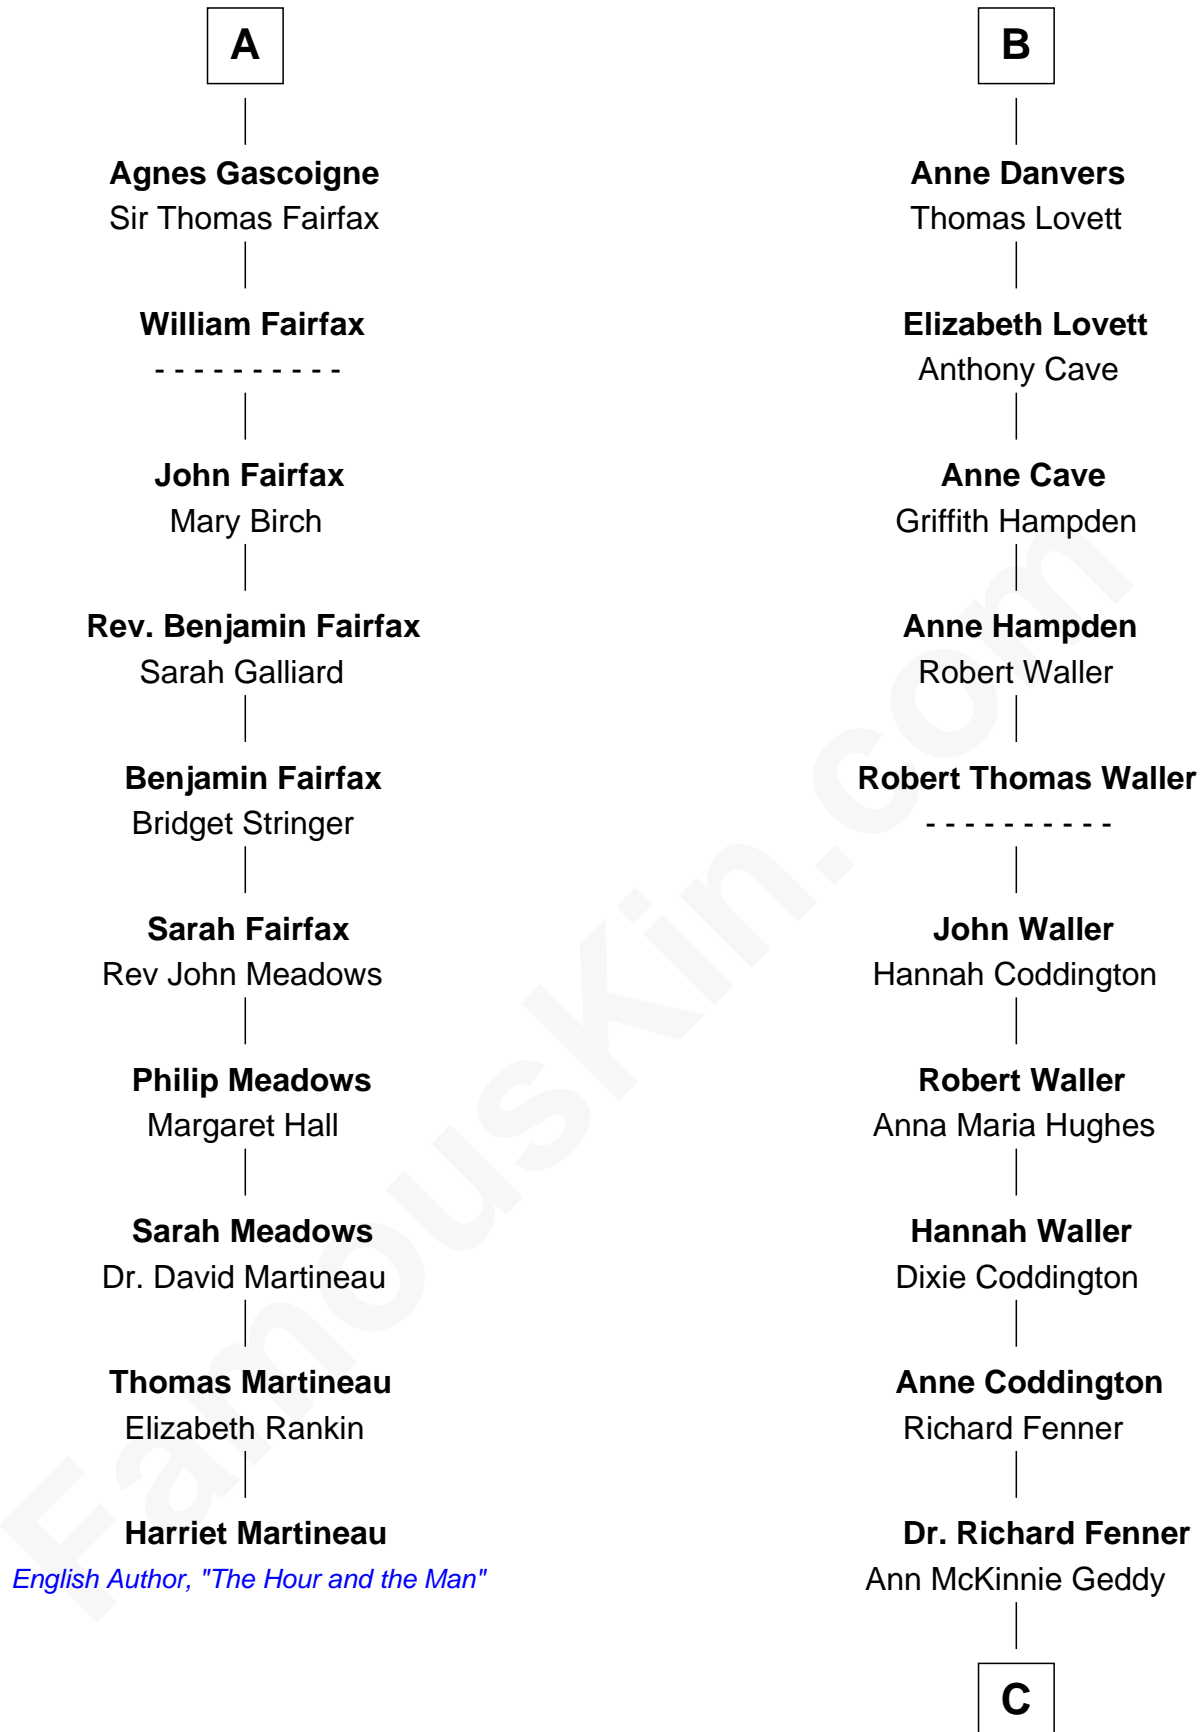 A
Agnes Gascoigne
Sir Thomas Fairfax
William Fairfax
- - - - - - - - - -
John Fairfax
Mary Birch
Rev. Benjamin Fairfax
Sarah Galliard
Benjamin Fairfax
Bridget Stringer
Sarah Fairfax
Rev John Meadows
Philip Meadows
Margaret Hall
Sarah Meadows
Dr. David Martineau
Thomas Martineau
Elizabeth Rankin
Harriet Martineau
English Author, "The Hour and the Man"
B
Anne Danvers
Thomas Lovett
Elizabeth Lovett
Anthony Cave
Anne Cave
Griffith Hampden
Anne Hampden
Robert Waller
Robert Thomas Waller
- - - - - - - - - -
John Waller
Hannah Coddington
Robert Waller
Anna Maria Hughes
Hannah Waller
Dixie Coddington
Anne Coddington
Richard Fenner
Dr. Richard Fenner
Ann McKinnie Geddy
C
FamousKin.com